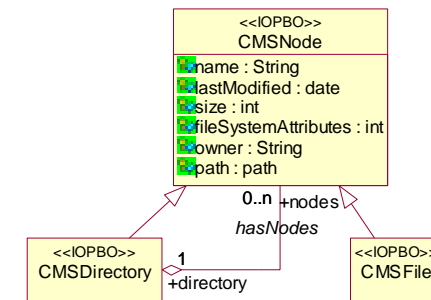 <<IOPBO>>
CMSNode
name : String
lastModified : date
size : int
fileSystemAttributes : int
owner : String
path : path
0..n +nodes
hasNodes
<<IOPBO>>
CMSDirectory
1
+directory
<<IOPBO>>
CMSFile